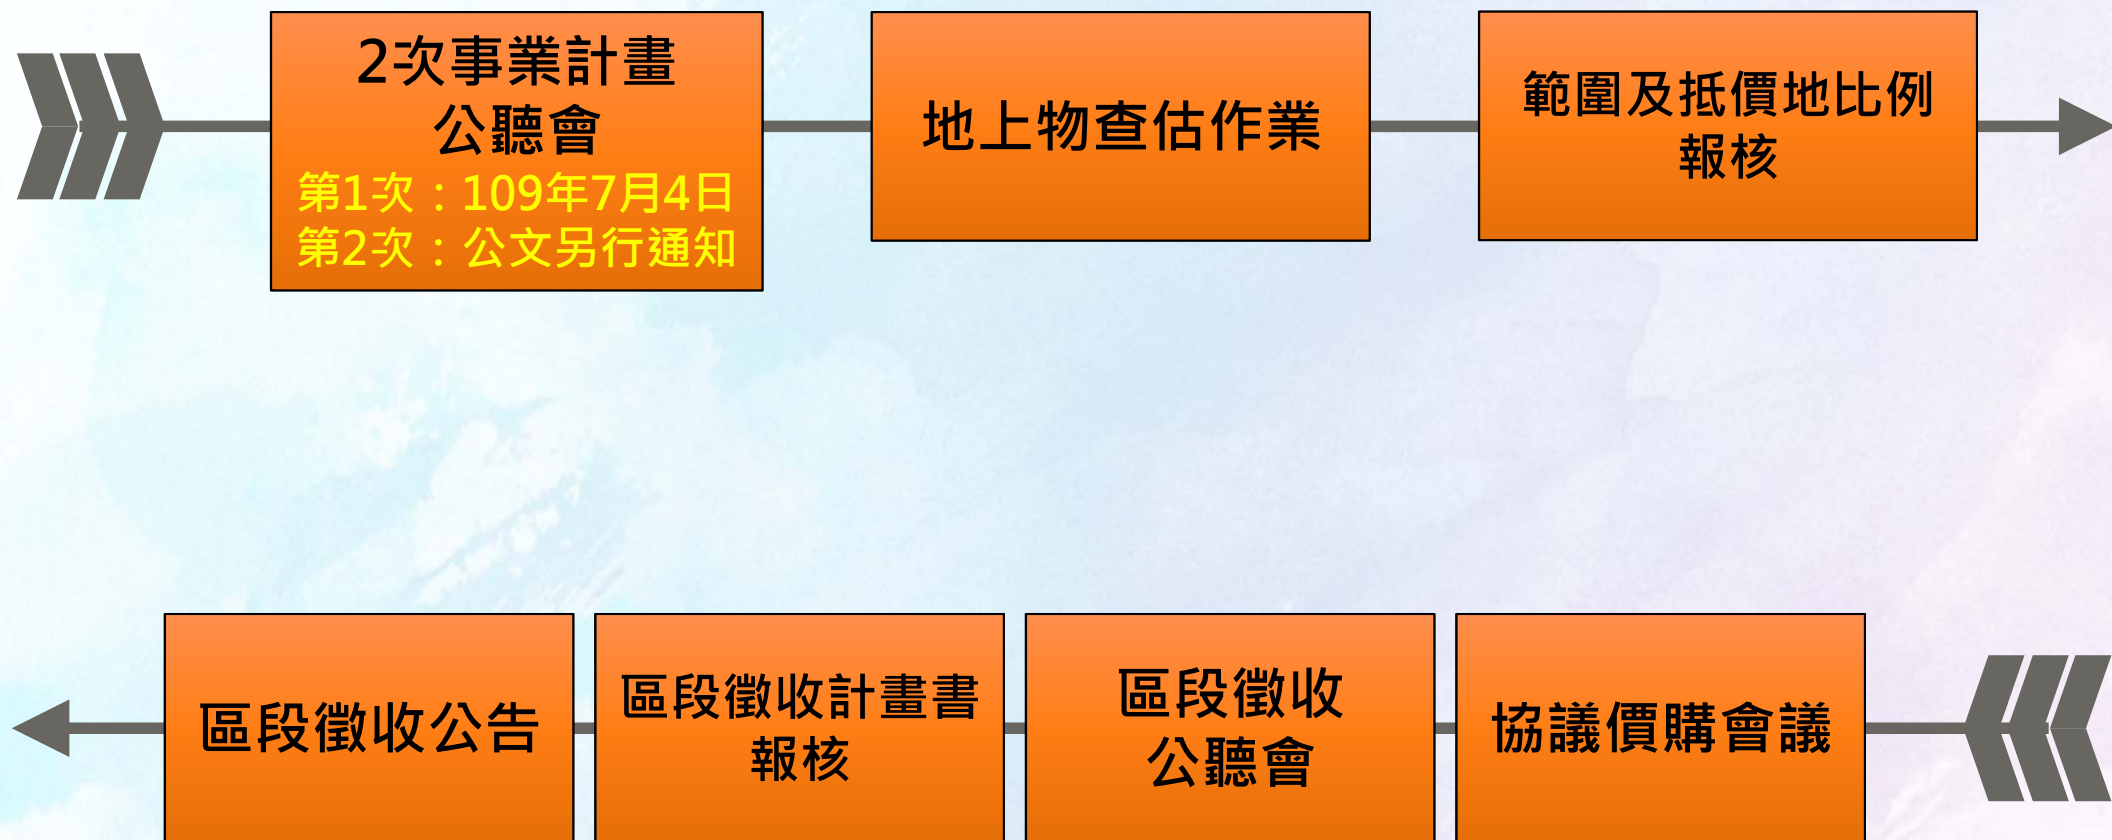 2次事業計畫
公聽會
第1次：109年7月4日
第2次：公文另行通知
地上物查估作業
範圍及抵價地比例
報核
協議價購會議
區段徵收
公聽會
區段徵收計畫書
報核
區段徵收公告